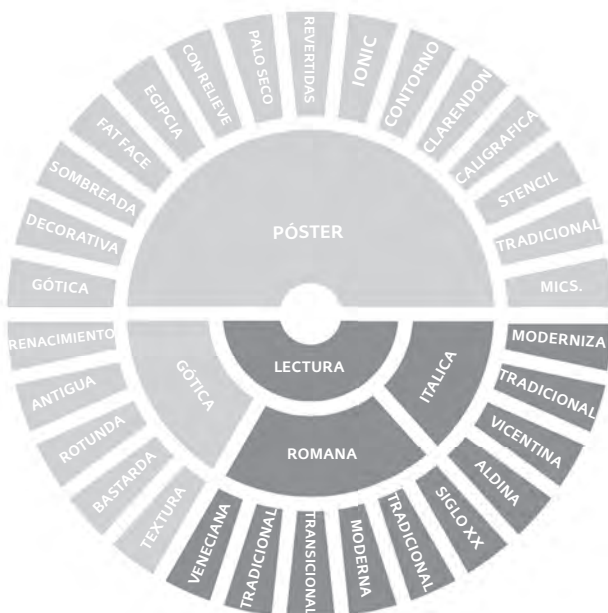 GÓTICA
DECORATIVA
SOMBREADA
FAT FACE
EGIPCIA
CON RELIEVE
PALO SECO
REVERTIDAS
IONIC
CONTORNO
CLARENDON
CALIGRAFICA
STENCIL
TRADICIONAL
MICS.
PÓSTER
LECTURA
GÓTICA
ITALICA
ROMANA
RENACIMIENTO
ANTIGUA
ROTUNDA
BASTARDA
TEXTURA
VENECIANA
TRADICIONAL
TRANSICIONAL
MODERNA
TRADICIONAL
SIGLO XX
ALDINA
VICENTINA
TRADICIONAL
MODERNIZA